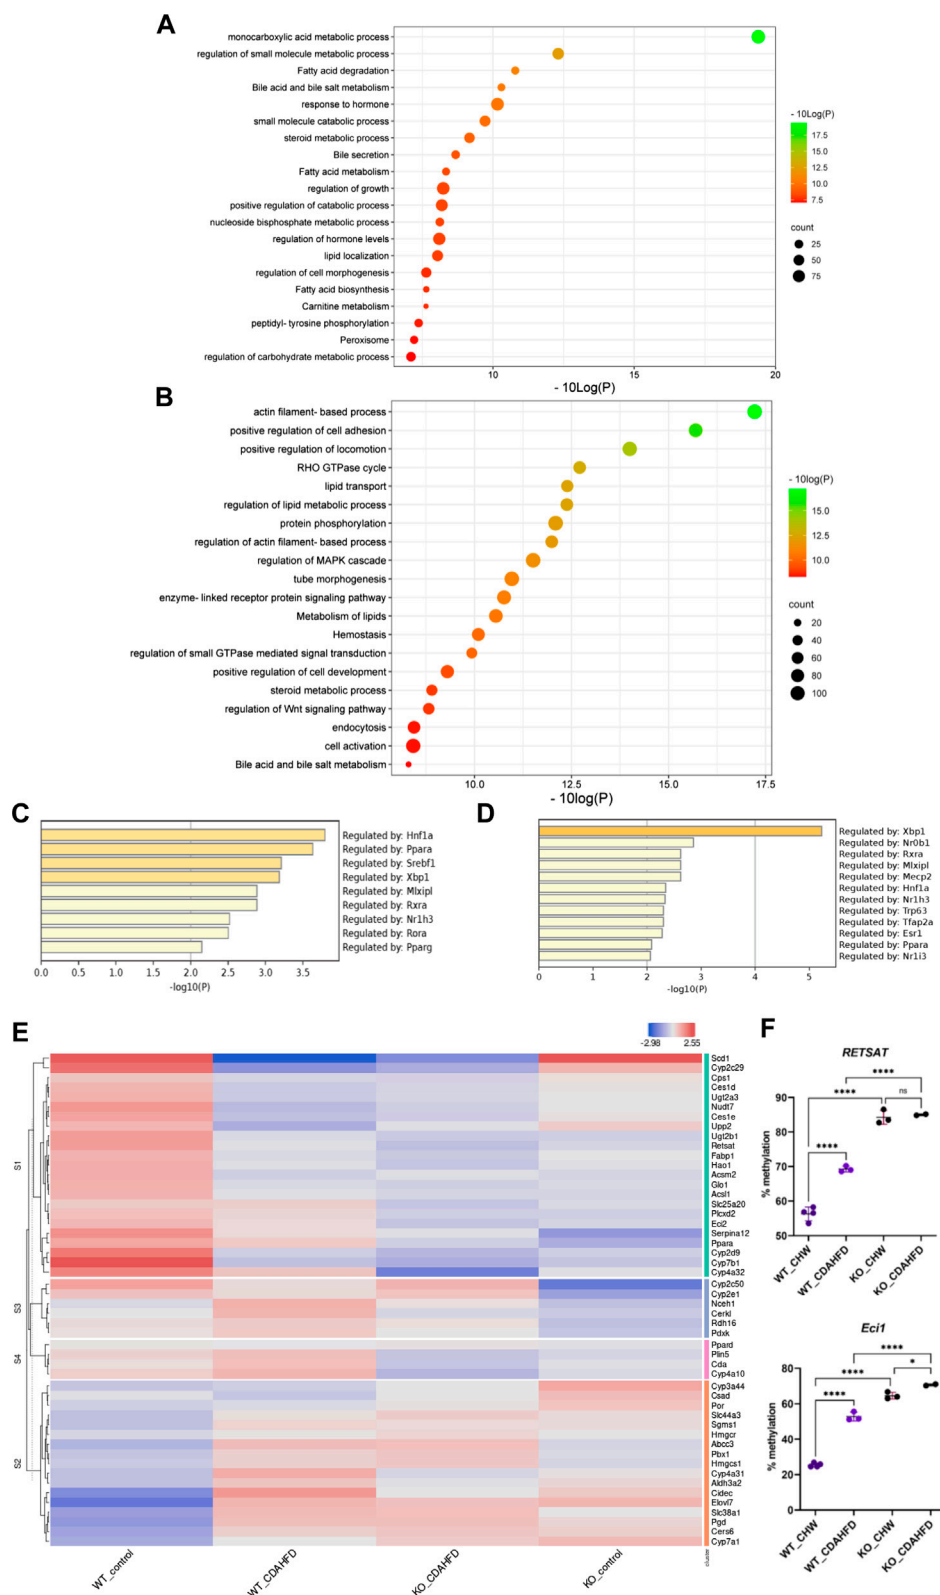 A
monocarboxylic acid metabolic process
regulation of small molecule metabolic process
Fatty acid degradation
Bile acid and bile salt metabolism
response to hormone
small molecule catabolic process
steroid metabolic process
Bile secretion
Fatty acid metabolism
regulation of growth
positive regulation of catabolic process
nucleoside bisphosphate metabolic process
regulation of hormone levels
lipid localization
regulation of cell morphogenesis
Fatty acid biosynthesis
Carnitine metabolism
peptidyl- tyrosine phosphorylation
Peroxisome
regulation of carbohydrate metabolic process
10 15 20
- 10Log(P)
- 10Log(P)
17.5
15.0
12.5
10.0
7.5
count
25
50
75
B
actin filament- based process
positive regulation of cell adhesion
positive regulation of locomotion
RHO GTPase cycle
lipid transport
regulation of lipid metabolic process
protein phosphorylation
regulation of actin filament- based process
regulation of MAPK cascade
tube morphogenesis
enzyme- linked receptor protein signaling pathway
Metabolism of lipids
Hemostasis
regulation of small GTPase mediated signal transduction
positive regulation of cell development
steroid metabolic process
regulation of Wnt signaling pathway
endocytosis
cell activation
Bile acid and bile salt metabolism
10.0 12.5 15.0 17.5
- 10log(P)
- 10log(P)
15.0
10.0
count
20
40
60
80
100
C
Regulated by: Hnf1a
Regulated by: Ppara
Regulated by: Srebf1
Regulated by: Xbp1
Regulated by: Mlxipl
Regulated by: Rxra
Regulated by: Nr1h3
Regulated by: Rora
Regulated by: Pparg
0.0 0.5 1.0 1.5 2.0 2.5 3.0 3.5
-log10(P)
D
Regulated by: Xbp1
Regulated by: Nr0b1
Regulated by: Rxra
Regulated by: Mlxipl
Regulated by: Mecp2
Regulated by: Hnf1a
Regulated by: Nr1h3
Regulated by: Trp63
Regulated by: Tfap2a
Regulated by: Esr1
Regulated by: Ppara
Regulated by: Nr1i3
0 1 2 3 4 5
-log10(P)
E
-2.98 2.55
S1
S3
S4
S2
Scd1
Cyp2c29
Cps1
Ces1d
Ugt2a3
Nudt7
Ces1e
Upp2
Ugt2b1
Retsat
Fabp1
Hao1
Acsm2
Glo1
Acsl1
Slc25a20
Plcxd2
Eci2
Serpina12
Ppara
Cyp2d9
Cyp7b1
Cyp4a32
Cyp2c50
Cyp2e1
Nceh1
Cerkl
Rdh16
Pdxk
Ppard
Plin5
Cda
Cyp4a10
Cyp3a44
Csad
Por
Slc44a3
Sgms1
Hmgcr
Abcc3
Pbx1
Hmgcs1
Cyp4a31
Aldh3a2
Cidec
Elovl7
Slc38a1
Pgd
Cers6
Cyp7a1
cluster
WT_control
WT_CDAHFD
KO_CDAHFD
KO_control
F
RETSAT
****
**** ns
****
% methylation
90
80
70
60
50
WT_CHW
WT_CDAHFD
KO_CHW
KO_CDAHFD
Eci1
****
**** *
****
% methylation
80
60
40
20
0
WT_CHW
WT_CDAHFD
KO_CHW
KO_CDAHFD